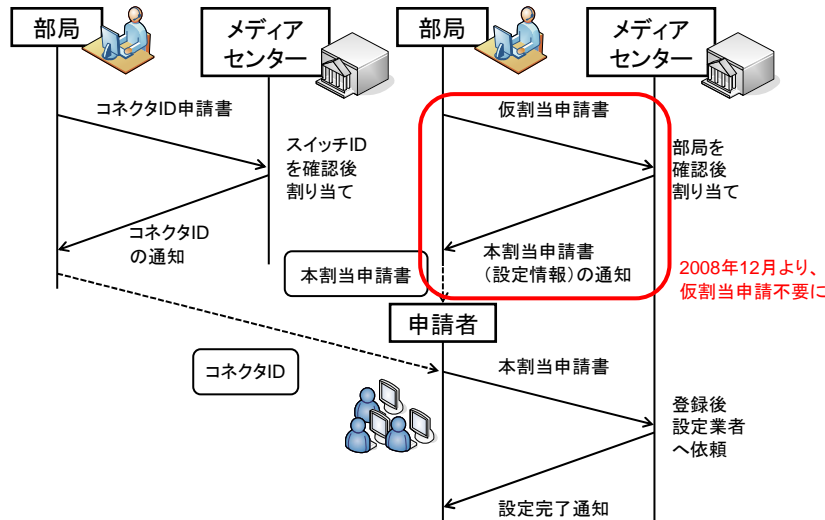 部局
メディア
センター
部局
メディア
センター
コネクタID申請書
スイッチID
を確認後
割り当て
コネクタID
の通知
仮割当申請書
部局を
確認後
割り当て
本割当申請書
（設定情報）の通知
本割当申請書
2008年12月より、
仮割当申請不要に
申請者
コネクタID
本割当申請書
登録後
設定業者
へ依頼
設定完了通知